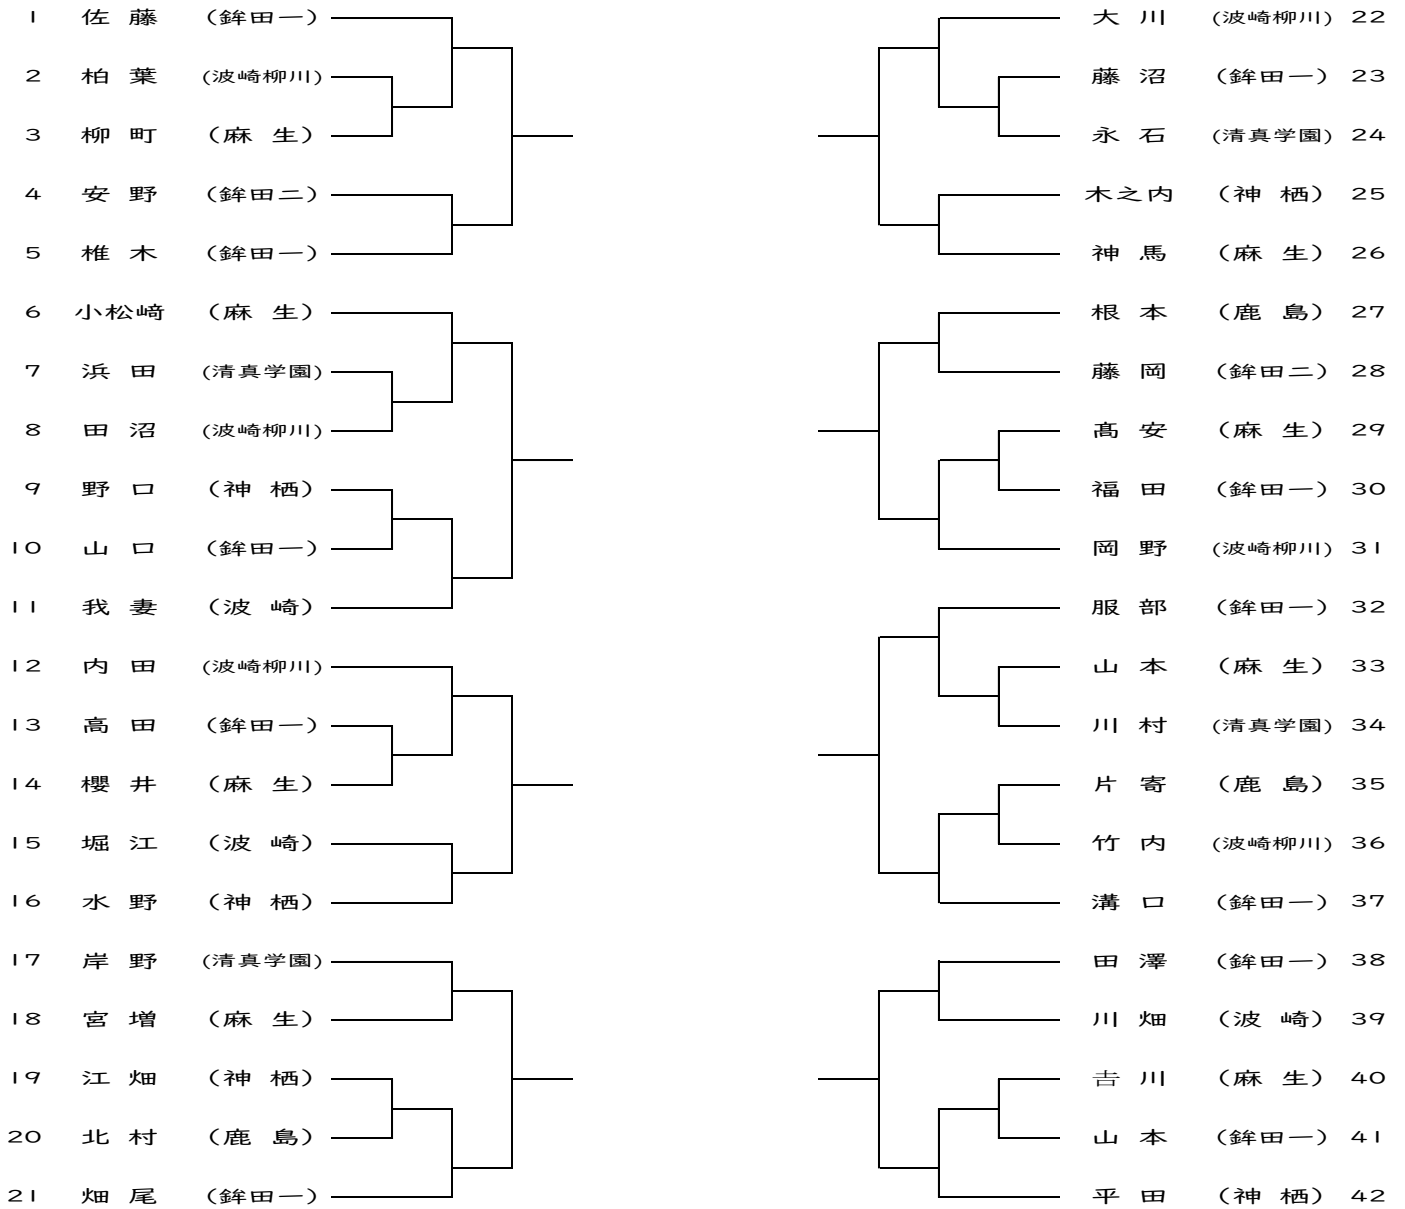 1 佐藤 (鉾田一)
2 柏葉 (波崎柳川)
3 柳町 (麻生)
4 安野 (鉾田二)
5 椎木 (鉾田一)
6 小松﨑 (麻生)
7 浜田 (清真学園)
8 田沼 (波崎柳川)
9 野口 (神栖)
10 山口 (鉾田一)
11 我妻 (波崎)
12 内田 (波崎柳川)
13 高田 (鉾田一)
14 櫻井 (麻生)
15 堀江 (波崎)
16 水野 (神栖)
17 岸野 (清真学園)
18 宮増 (麻生)
19 江畑 (神栖)
20 北村 (鹿島)
21 畑尾 (鉾田一)
大川 (波崎柳川) 22
藤沼 (鉾田一) 23
永石 (清真学園) 24
木之内 (神栖) 25
神馬 (麻生) 26
根本 (鹿島) 27
藤岡 (鉾田二) 28
髙安 (麻生) 29
福田 (鉾田一) 30
岡野 (波崎柳川) 31
服部 (鉾田一) 32
山本 (麻生) 33
川村 (清真学園) 34
片寄 (鹿島) 35
竹内 (波崎柳川) 36
溝口 (鉾田一) 37
田澤 (鉾田一) 38
川畑 (波崎) 39
𠮷川 (麻生) 40
山本 (鉾田一) 41
平田 (神栖) 42